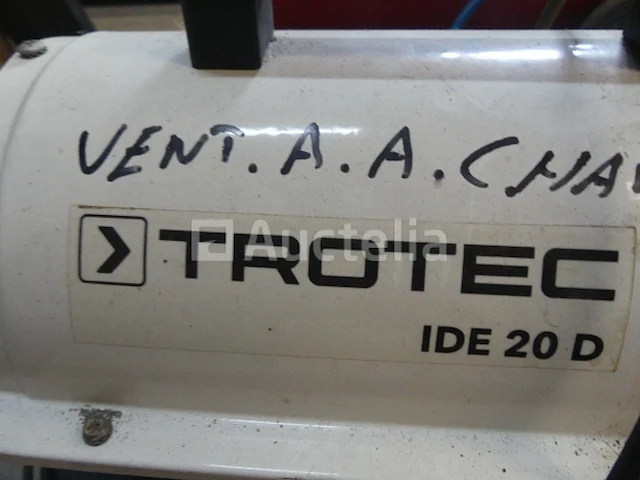 VENT. A. A. CHA
Auctelia
TROTEC
IDE 20 D